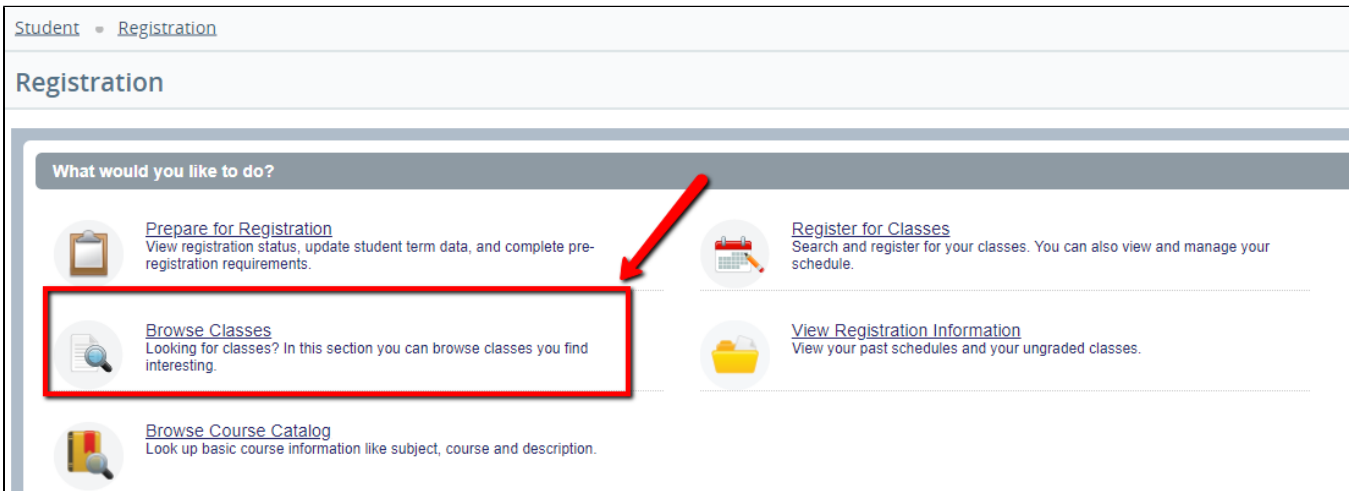 Student • Registration
Registration
What would you like to do?
Prepare for Registration
View registration status, update student term data, and complete pre-
registration requirements.
Register for Classes
Search and register for your classes. You can also view and manage your
schedule.
Browse Classes
Looking for classes? In this section you can browse classes you find
interesting.
View Registration Information
View your past schedules and your ungraded classes.
Browse Course Catalog
Look up basic course information like subject, course and description.